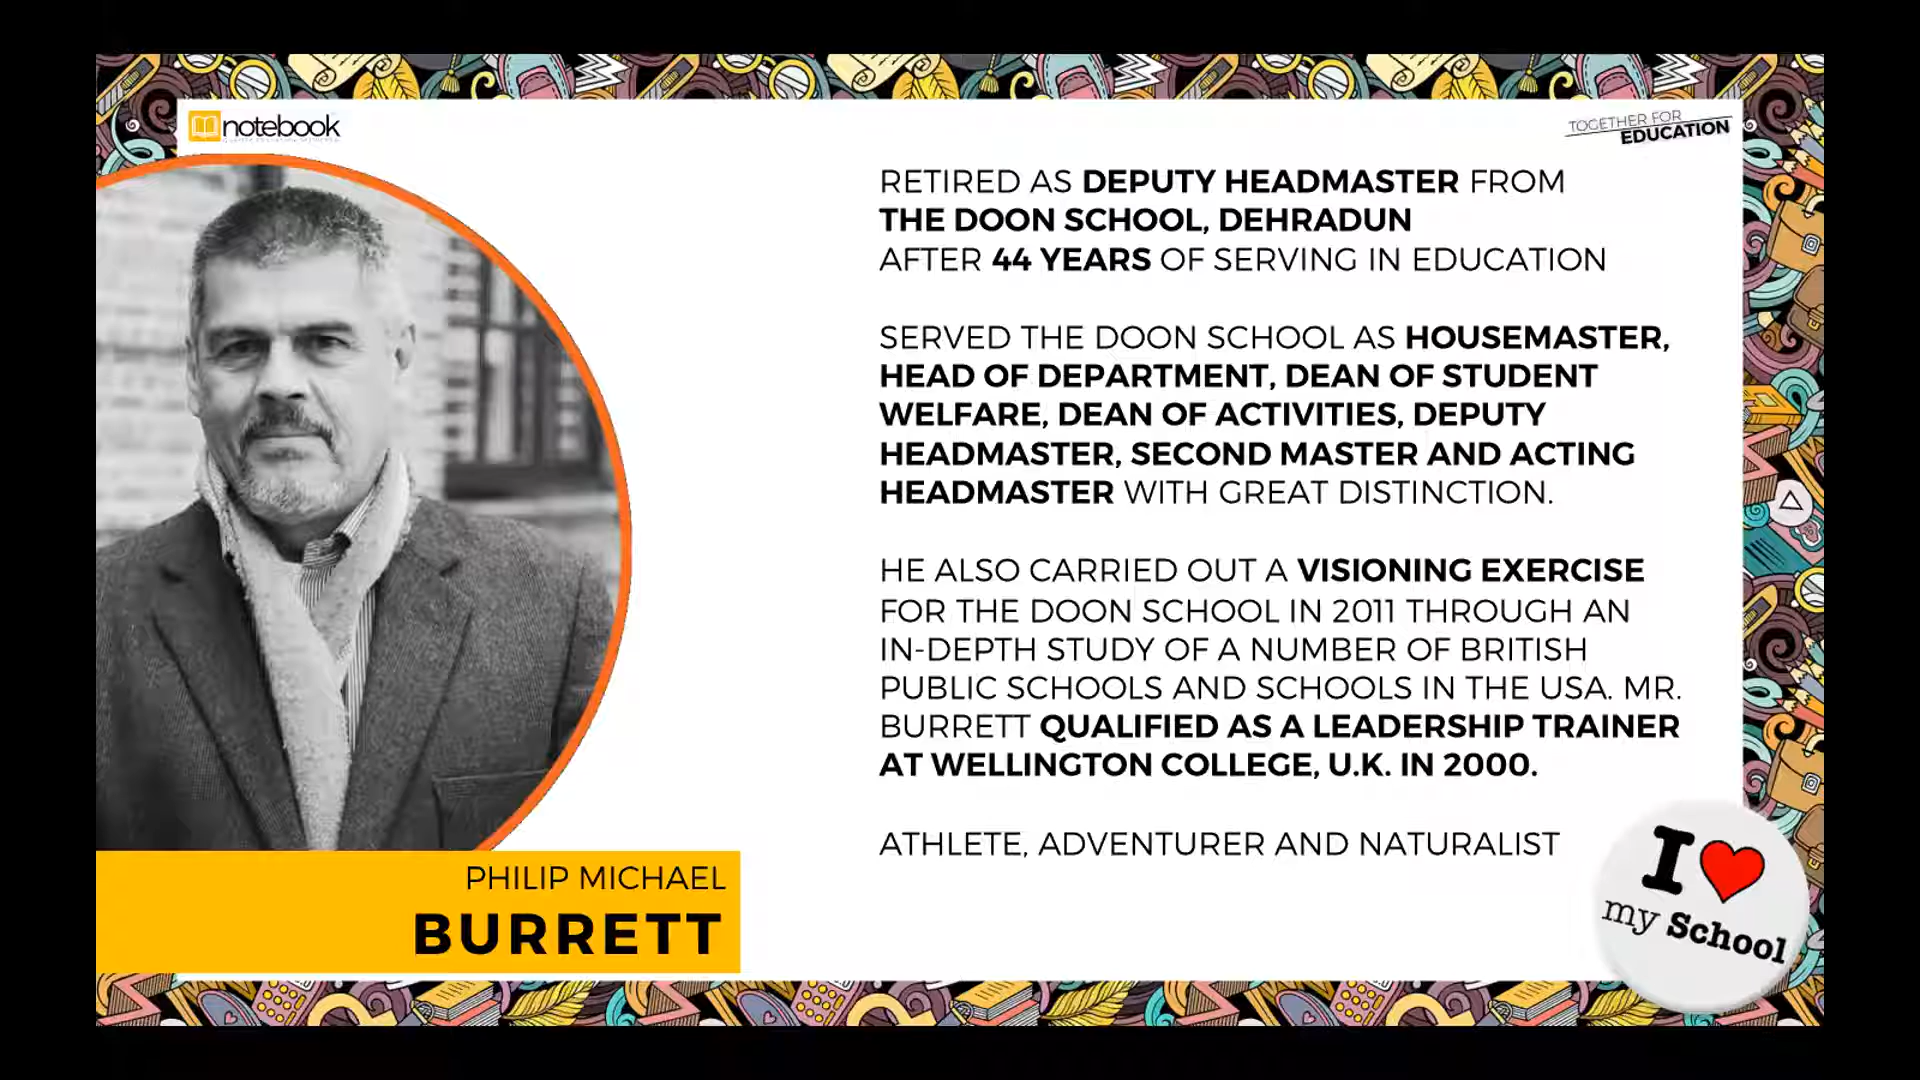 notebook
TOGETHER FOR
EDUCATION
RETIRED AS DEPUTY HEADMASTER FROM
THE DOON SCHOOL, DEHRADUN
AFTER 44 YEARS OF SERVING IN EDUCATION
SERVED THE DOON SCHOOL AS HOUSEMASTER,
HEAD OF DEPARTMENT, DEAN OF STUDENT
WELFARE, DEAN OF ACTIVITIES, DEPUTY
HEADMASTER, SECOND MASTER AND ACTING
HEADMASTER WITH GREAT DISTINCTION.
HE ALSO CARRIED OUT A VISIONING EXERCISE
FOR THE DOON SCHOOL IN 2011 THROUGH AN
IN-DEPTH STUDY OF A NUMBER OF BRITISH
PUBLIC SCHOOLS AND SCHOOLS IN THE USA. MR.
BURRETT QUALIFIED AS A LEADERSHIP TRAINER
AT WELLINGTON COLLEGE, U.K. IN 2000.
ATHLETE, ADVENTURER AND NATURALIST
PHILIP MICHAEL
BURRETT
I
my School